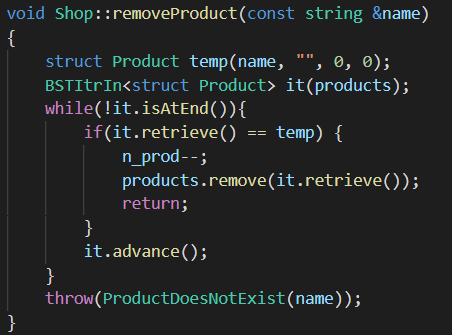 void Shop::removeProduct(const string &name)
{
    struct Product temp(name, "", 0, 0);
    BSTItrIn<struct Product> it(products);
    while(!it.isAtEnd()){
        if(it.retrieve() == temp) {
            n_prod--;
            products.remove(it.retrieve());
            return;
        }
        it.advance();
    }
    throw(ProductDoesNotExist(name));
}